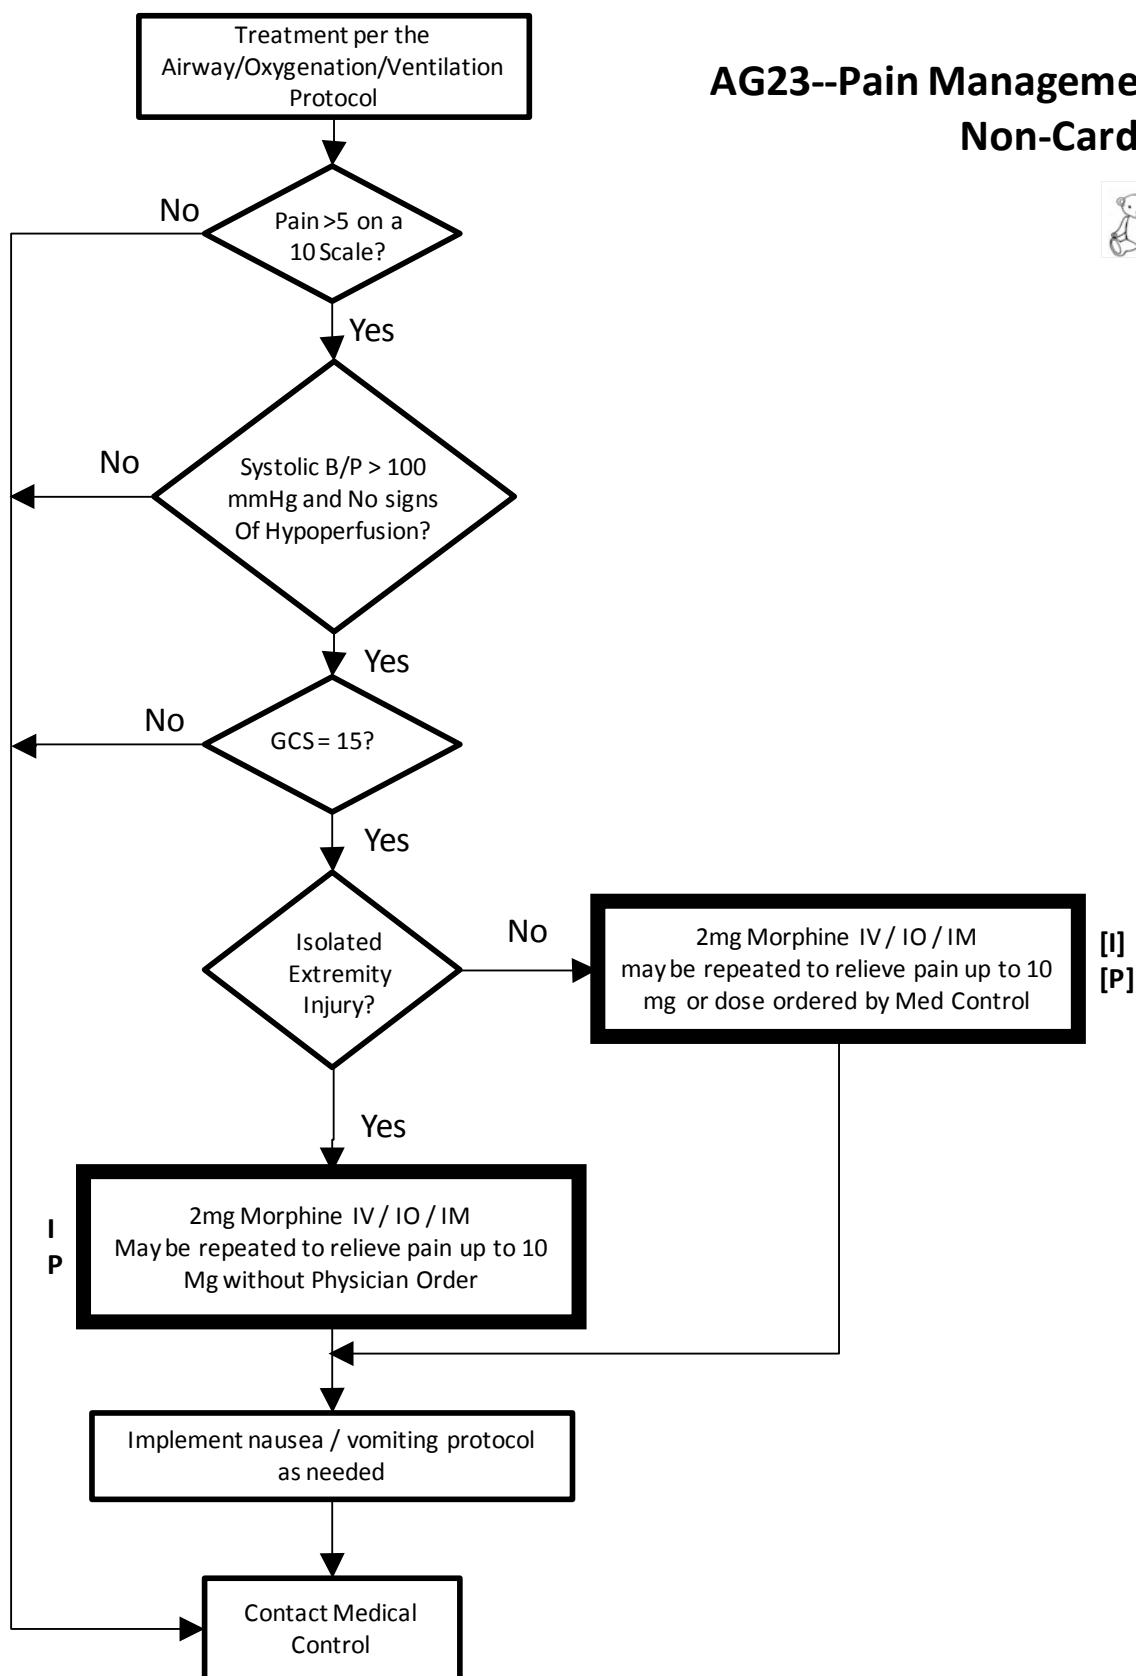 Treatment per the
Airway/Oxygenation/Ventilation
Protocol
AG23--Pain Manageme
Non-Card
No
Pain >5 on a
10 Scale?
Yes
No
Systolic B/P > 100
mmHg and No signs
Of Hypoperfusion?
Yes
No
GCS = 15?
Yes
Isolated
Extremity
Injury?
No
2mg Morphine IV / IO / IM
may be repeated to relieve pain up to 10
mg or dose ordered by Med Control
[I]
[P]
Yes
I
P
2mg Morphine IV / IO / IM
May be repeated to relieve pain up to 10
Mg without Physician Order
Implement nausea / vomiting protocol
as needed
Contact Medical
Control